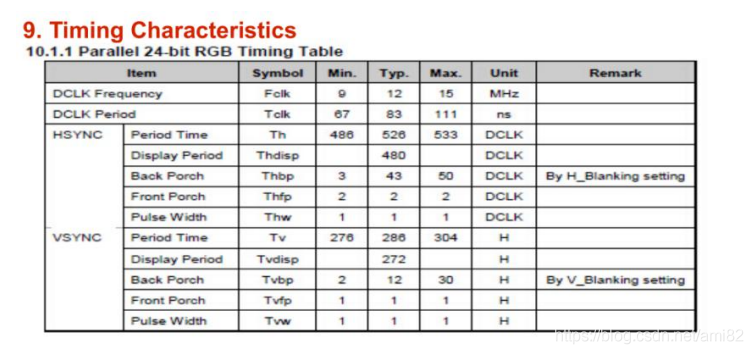 9. Timing Characteristics
10.1.1 Parallel 24-bit RGB Timing Table
Item Symbol Min. Typ. Max. Unit Remark
DCLK Frequency Fclk 9 12 15 MHz
DCLK Period Tclk 67 83 111 ns
HSYNC Period Time Th 486 526 533 DCLK
Display Period Thdisp 480 DCLK
Back Porch Thbp 3 43 50 DCLK By H_Blanking setting
Front Porch Thfp 2 2 2 DCLK
Pulse Width Thw 1 1 1 DCLK
VSYNC Period Time Tv 276 286 304 H
Display Period Tvdisp 272 H
Back Porch Tvbp 2 12 30 H By V_Blanking setting
Front Porch Tvfp 1 1 1 H
Pulse Width Tvw 1 1 1 H
https://blog.csdn.net/ami82